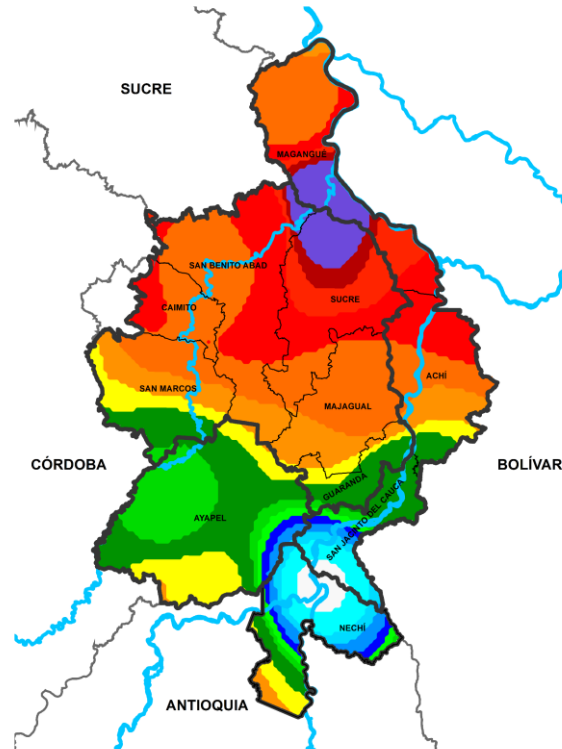 SUCRE
MAGANGUÉ
SAN BENITO ABAD
CAIMITO
SUCRE
ACHÍ
SAN MARCOS
MAJAGUAL
CÓRDOBA
BOLÍVAR
GUARANDA
AYAPEL
SAN JACINTO DEL CAUCA
NECHÍ
ANTIOQUIA